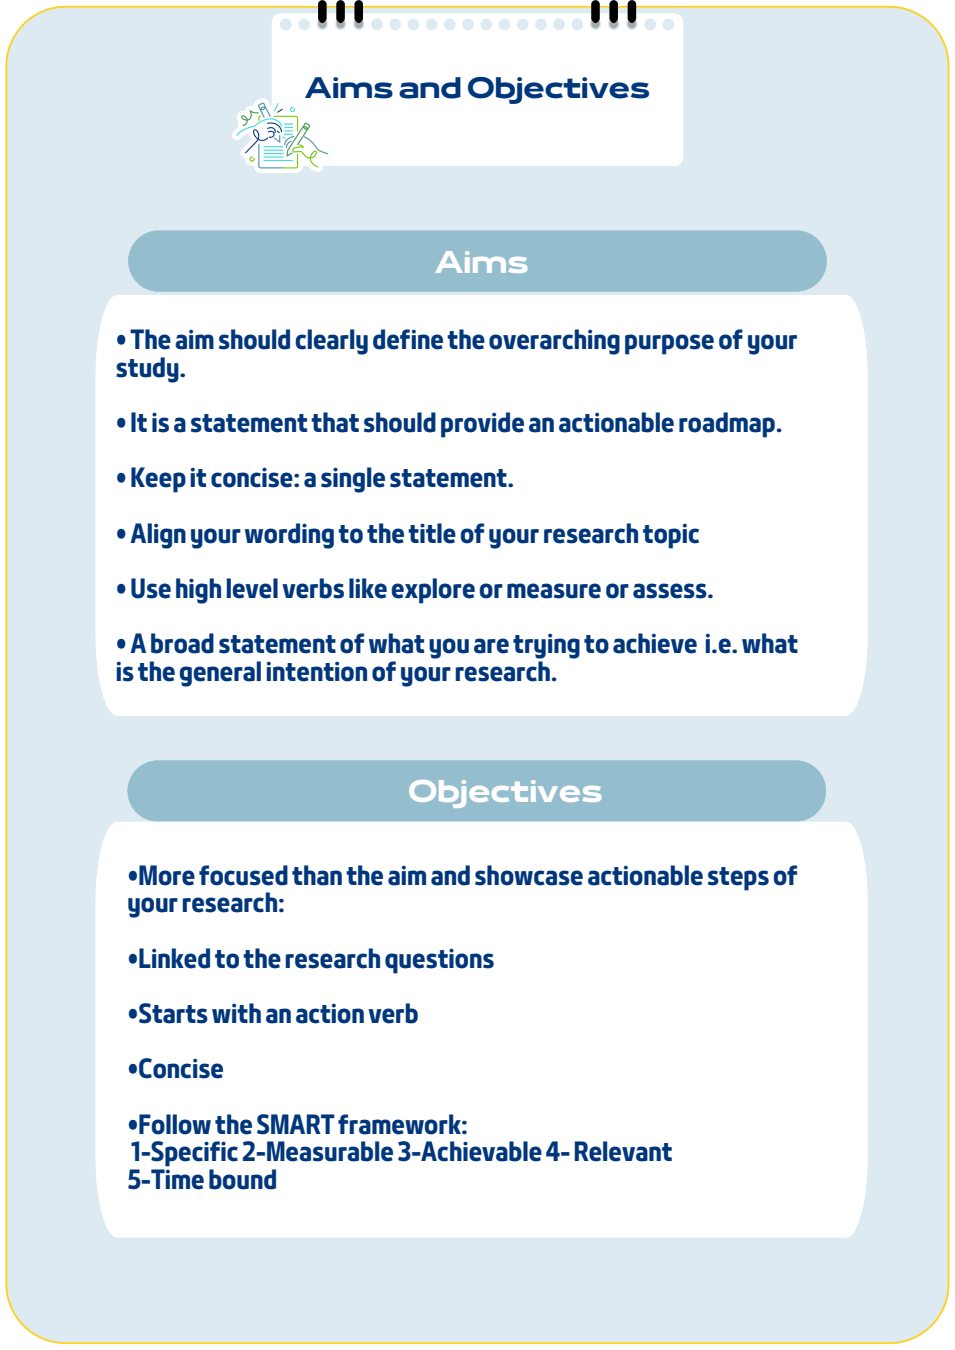 Aims and Objectives
Aims
• The aim should clearly define the overarching purpose of your
study.
• It is a statement that should provide an actionable roadmap.
• Keep it concise: a single statement.
• Align your wording to the title of your research topic
• Use high level verbs like explore or measure or assess.
• A broad statement of what you are trying to achieve i.e. what
is the general intention of your research.
Objectives
•More focused than the aim and showcase actionable steps of
your research:
•Linked to the research questions
•Starts with an action verb
•Concise
•Follow the SMART framework:
1-Specific 2-Measurable 3-Achievable 4- Relevant
5-Time bound